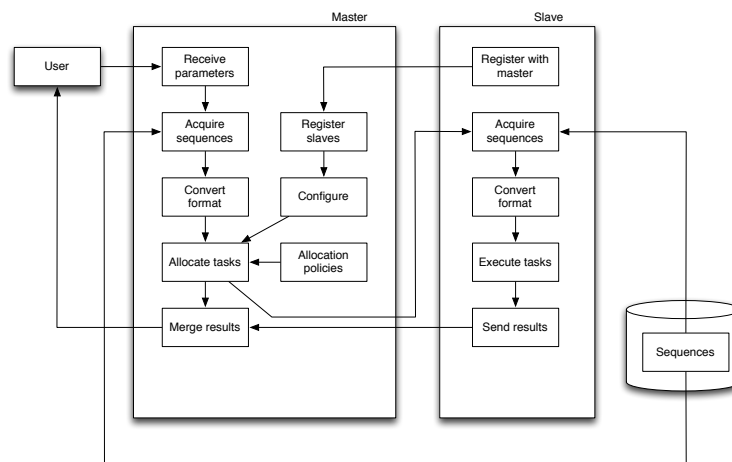 Master
Slave
User
Receive
parameters
Register with
master
Acquire
sequences
Register
slaves
Acquire
sequences
Convert
format
Configure
Convert
format
Allocate tasks
Allocation
policies
Execute tasks
Merge results
Send results
Sequences